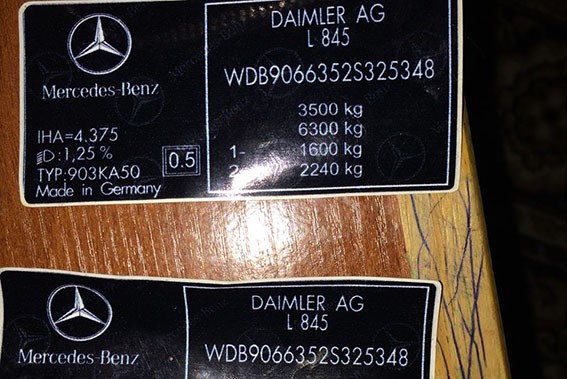 Mercedes-Benz
IHA=4.375
:1,25%
TYP:903KA50
Made in Germany
0.5
DAIMLER AG
L 845
WDB9066352S325348
3500 kg
6300 kg
1- 1600 kg
2- 2240 kg
Mercedes-Benz
DAIMLER AG
L 845
WDB9066352S325348